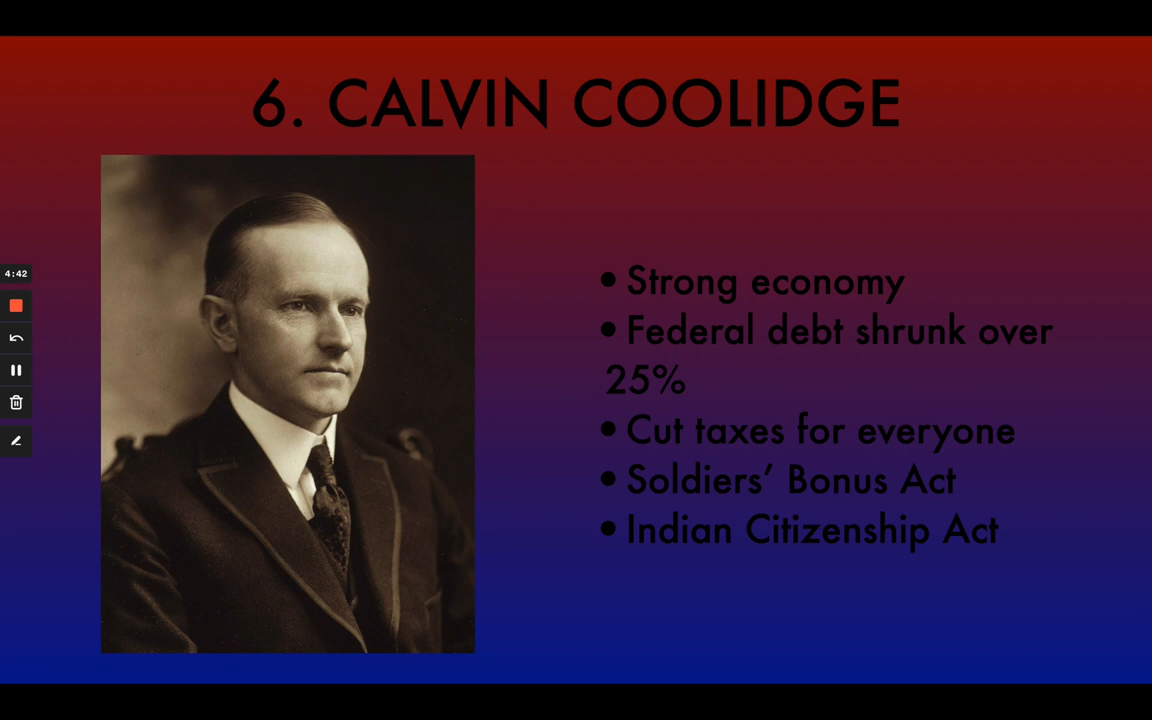 6. CALVIN COOLIDGE
4:42
• Strong economy
• Federal debt shrunk over
25%
• Cut taxes for everyone
• Soldiers’ Bonus Act
• Indian Citizenship Act